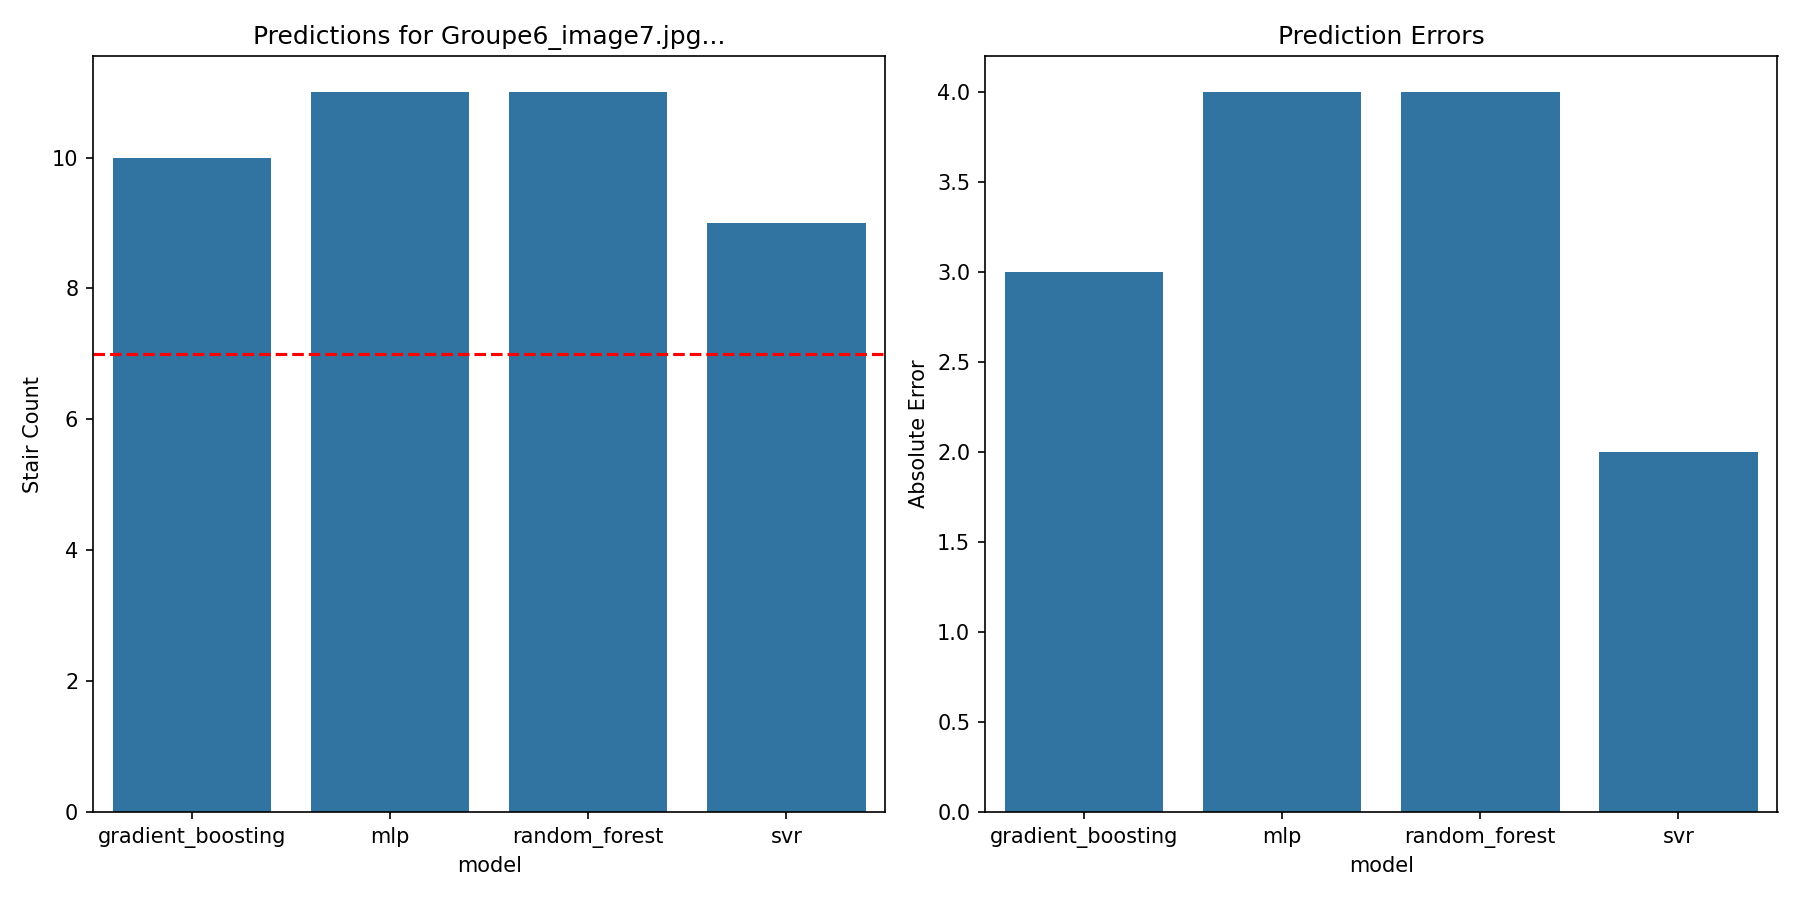 Predictions for Groupe6_image7.jpg...
Stair Count
10
8
6
4
2
0
gradient_boosting mlp random_forest svr
model
Prediction Errors
Absolute Error
4.0
3.5
3.0
2.5
2.0
1.5
1.0
0.5
0.0
gradient_boosting mlp random_forest svr
model